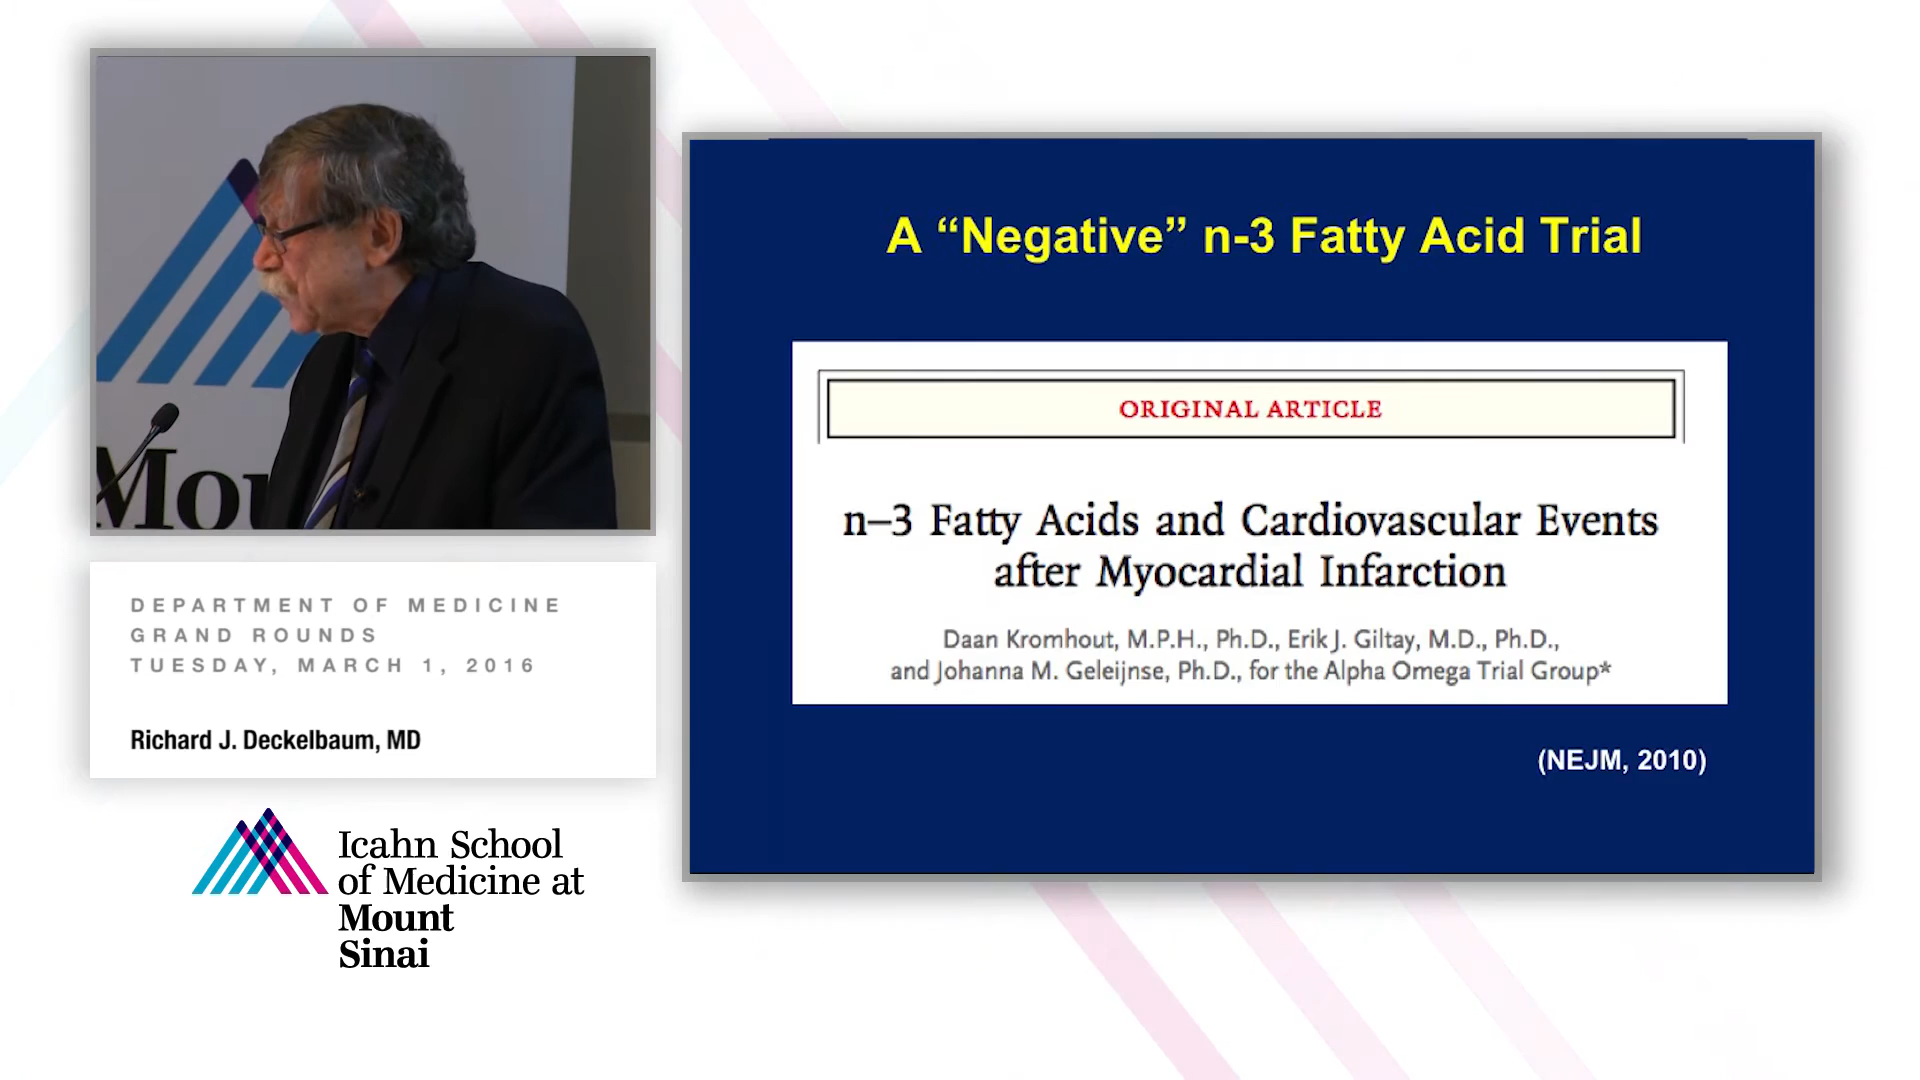 Mou
DEPARTMENT OF MEDICINE
GRAND ROUNDS
TUESDAY, MARCH 1, 2016
Richard J. Deckelbaum, MD
Icahn School
of Medicine at
Mount
Sinai
A “Negative” n-3 Fatty Acid Trial
ORIGINAL ARTICLE
n–3 Fatty Acids and Cardiovascular Events
after Myocardial Infarction
Daan Kromhout, M.P.H., Ph.D., Erik J. Giltay, M.D., Ph.D.,
and Johanna M. Geleijnse, Ph.D., for the Alpha Omega Trial Group*
(NEJM, 2010)